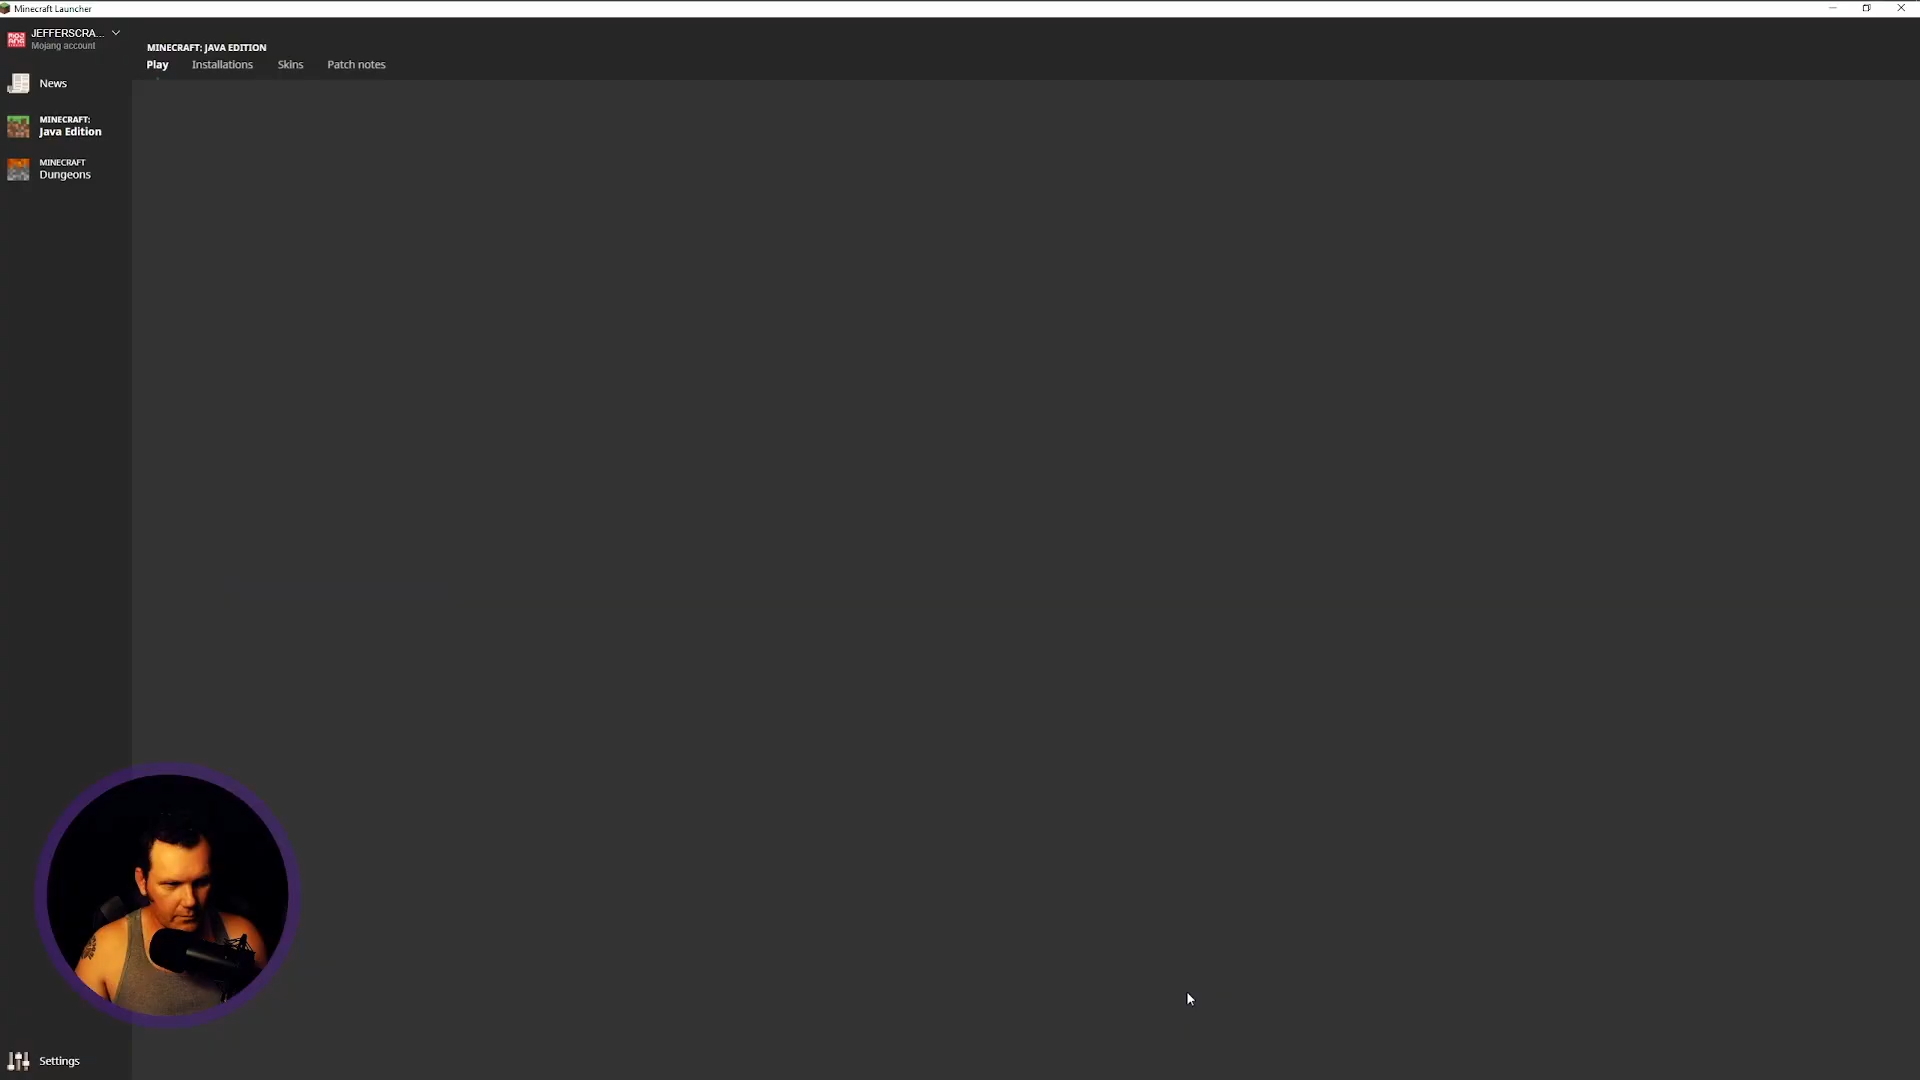 Minecraft Launcher
JEFFERSCRA...
Mojang account
MINECRAFT: JAVA EDITION
Play Installations Skins Patch notes
News
MINECRAFT:
Java Edition
MINECRAFT
Dungeons
Settings